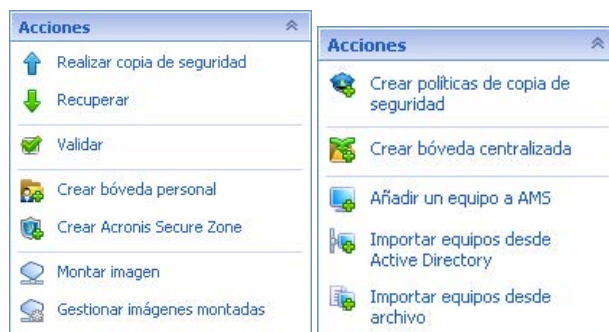 Acciones
Realizar copia de seguridad
Recuperar
Validar
Crear bóveda personal
Crear Acronis Secure Zone
Montar imagen
Gestionar imágenes montadas
Acciones
Crear políticas de copia de
seguridad
Crear bóveda centralizada
Añadir un equipo a AMS
Importar equipos desde
Active Directory
Importar equipos desde
archivo